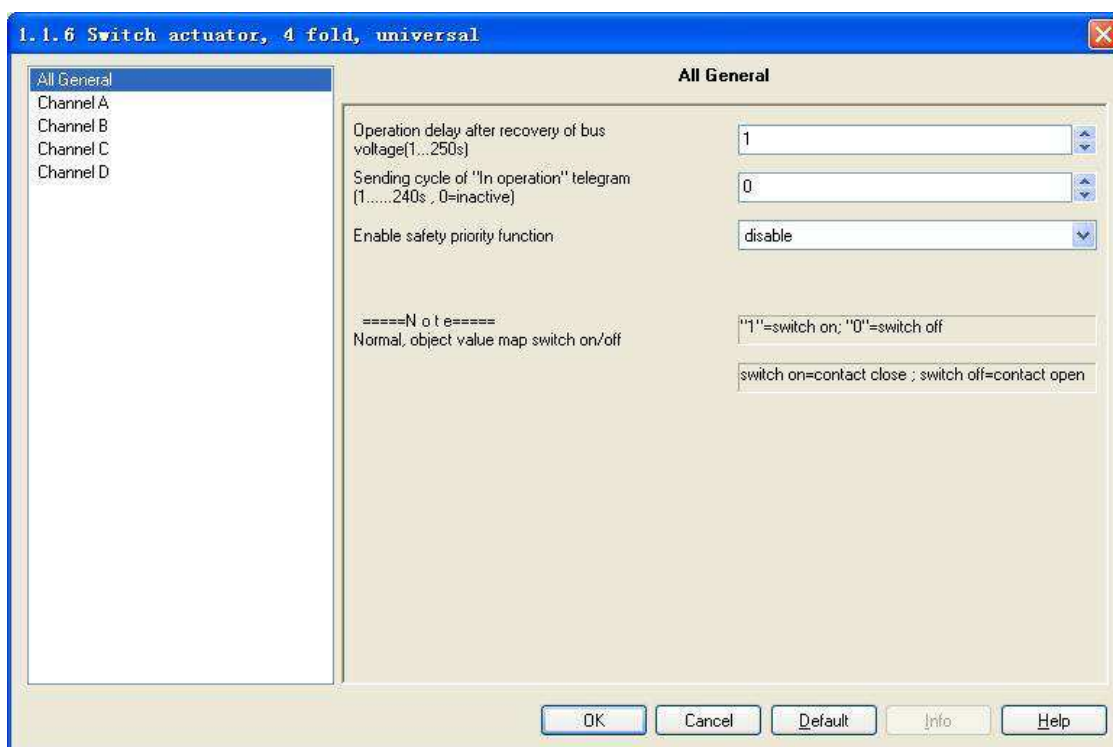 1.1.6 Switch actuator, 4 fold, universal
All General
Channel A
Channel B
Channel C
Channel D
All General
Operation delay after recovery of bus
voltage(1...250s)
1
Sending cycle of "In operation" telegram
(1......240s , 0=inactive)
0
Enable safety priority function
disable
=====N o t e=====
Normal, object value map switch on/off
"1"=switch on; "0"=switch off
switch on=contact close ; switch off=contact open
OK
Cancel
Default
Info
Help